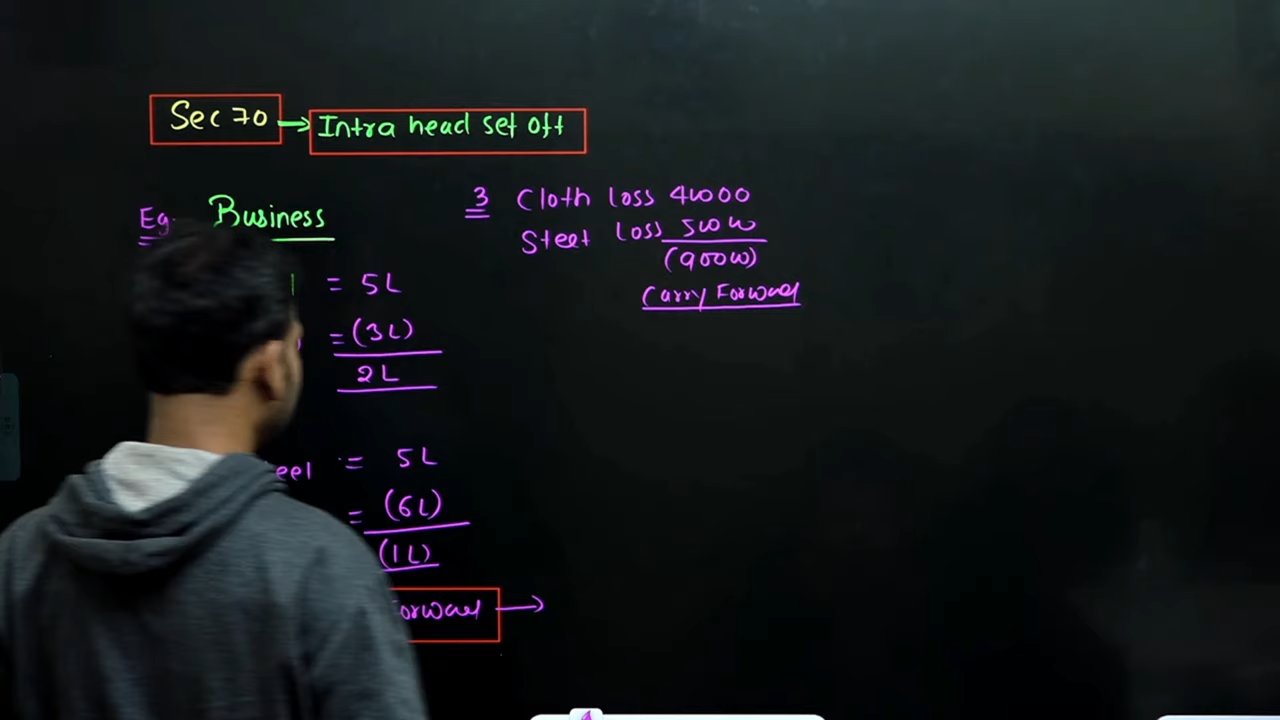 Sec 70 → Intra head set off
Eg. Business
= 5L
= (3L)
2L
eel = 5L
= (6L)
(1L)
orward →
3 Cloth loss 40000
Steel loss 50000
(90000)
Carry Forward